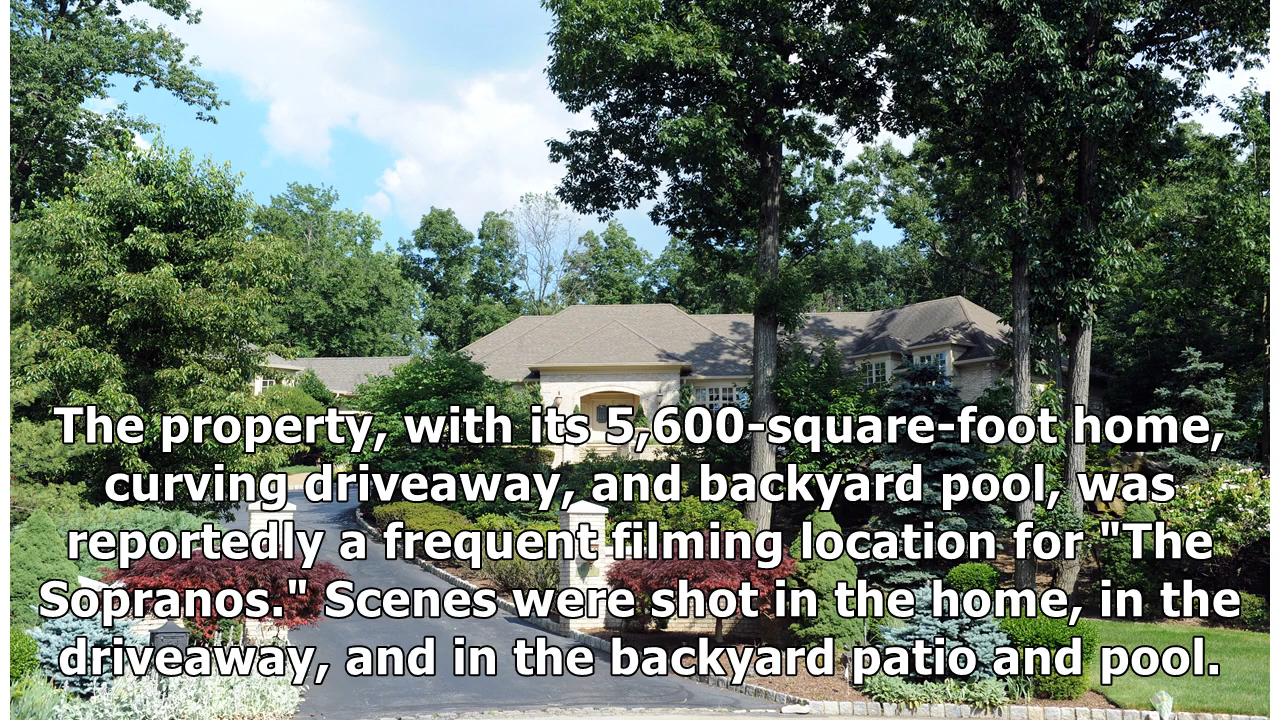 The property, with its 5,600-square-foot home,
curving driveaway, and backyard pool, was
reportedly a frequent filming location for "The
Sopranos." Scenes were shot in the home, in the
driveaway, and in the backyard patio and pool.